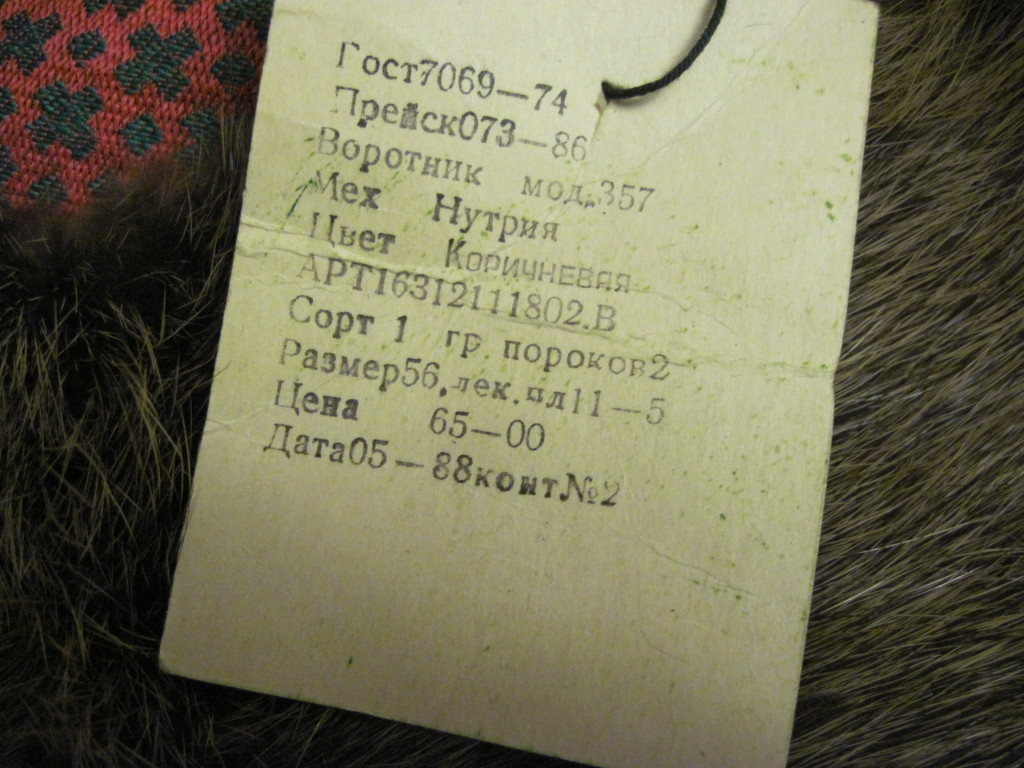 Гост7069—74
Прейск073—86
Воротник мод.357
Мех Нутрия
Цвет Коричневая
АРТ16312111802.В
Сорт 1 гр. пороков2
Размер56.лек.пл11—5
Цена 65—00
Дата05—88конт№2